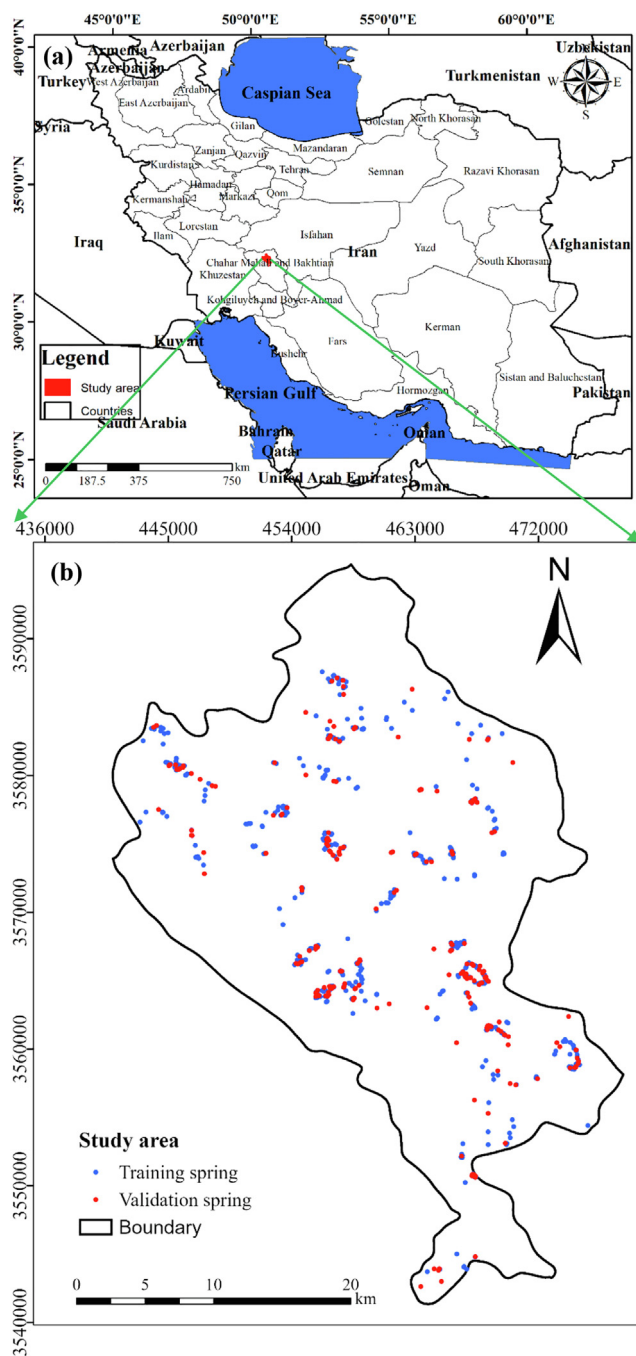 45°0'0"E 50°0'0"E 55°0'0"E 60°0'0"E
40°0'0"N
35°0'0"N
30°0'0"N
25°0'0"N
(a)
Armenia
Azerbaijan
Azerbaijan
Uzbekistan
Turkey
West Azerbaijan
Ardabil
East Azerbaijan
Caspian Sea
Turkmenistan
N
W
E
S
Syria
Gilan
Golestan
North Khorasan
Zanjan
Qazvin
Mazandaran
Kurdistan
Tehran
Semnan
Razavi Khorasan
Hamadan
Markazi
Qom
Kermanshah
Lorestan
Ilam
Isfahan
Iraq
Iran
Yazd
Afghanistan
Chahar Mahall and Bakhtiari
South Khorasan
Khuzestan
Kohgiluyeh and Boyer-Ahmad
Kerman
Kuwait
Bushehr
Fars
Legend
Study area
Countries
Persian Gulf
Hormozgan
Sistan and Baluchestan
Pakistan
Saudi Arabia
Bahrain
Oman
Qatar
km
0 187.5 375 750
United Arab Emirates
Oman
436000 445000 454000 463000 472000
(b)
N
3590000
3580000
3570000
3560000
3550000
3540000
Study area
Training spring
Validation spring
Boundary
0 5 10 20
km